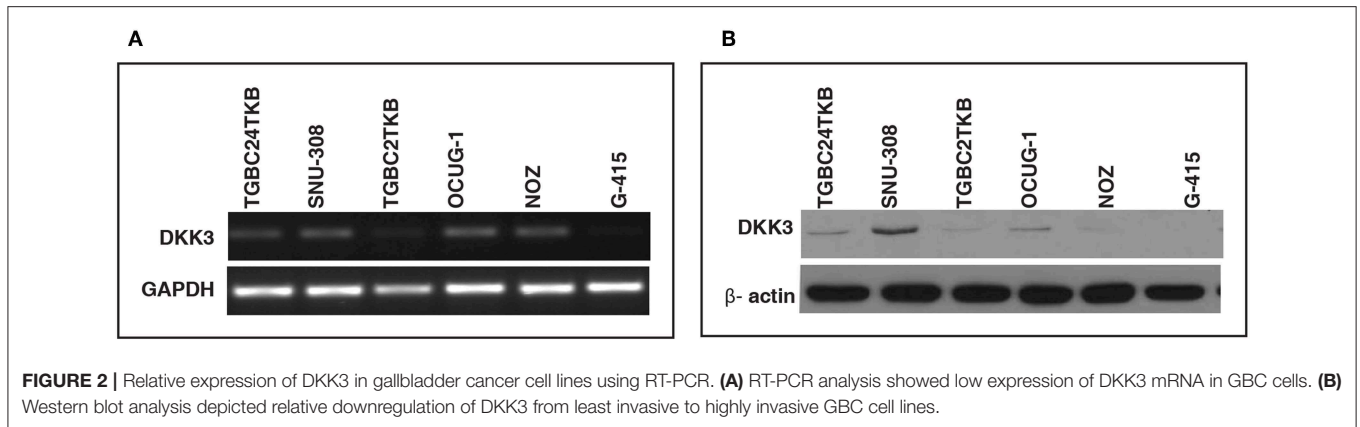 A
B
TGBC24TKB
SNU-308
TGBC2TKB
OCUG-1
NOZ
G-415
DKK3
GAPDH
TGBC24TKB
SNU-308
TGBC2TKB
OCUG-1
NOZ
G-415
DKK3
β- actin
FIGURE 2 | Relative expression of DKK3 in gallbladder cancer cell lines using RT-PCR. (A) RT-PCR analysis showed low expression of DKK3 mRNA in GBC cells. (B)
Western blot analysis depicted relative downregulation of DKK3 from least invasive to highly invasive GBC cell lines.